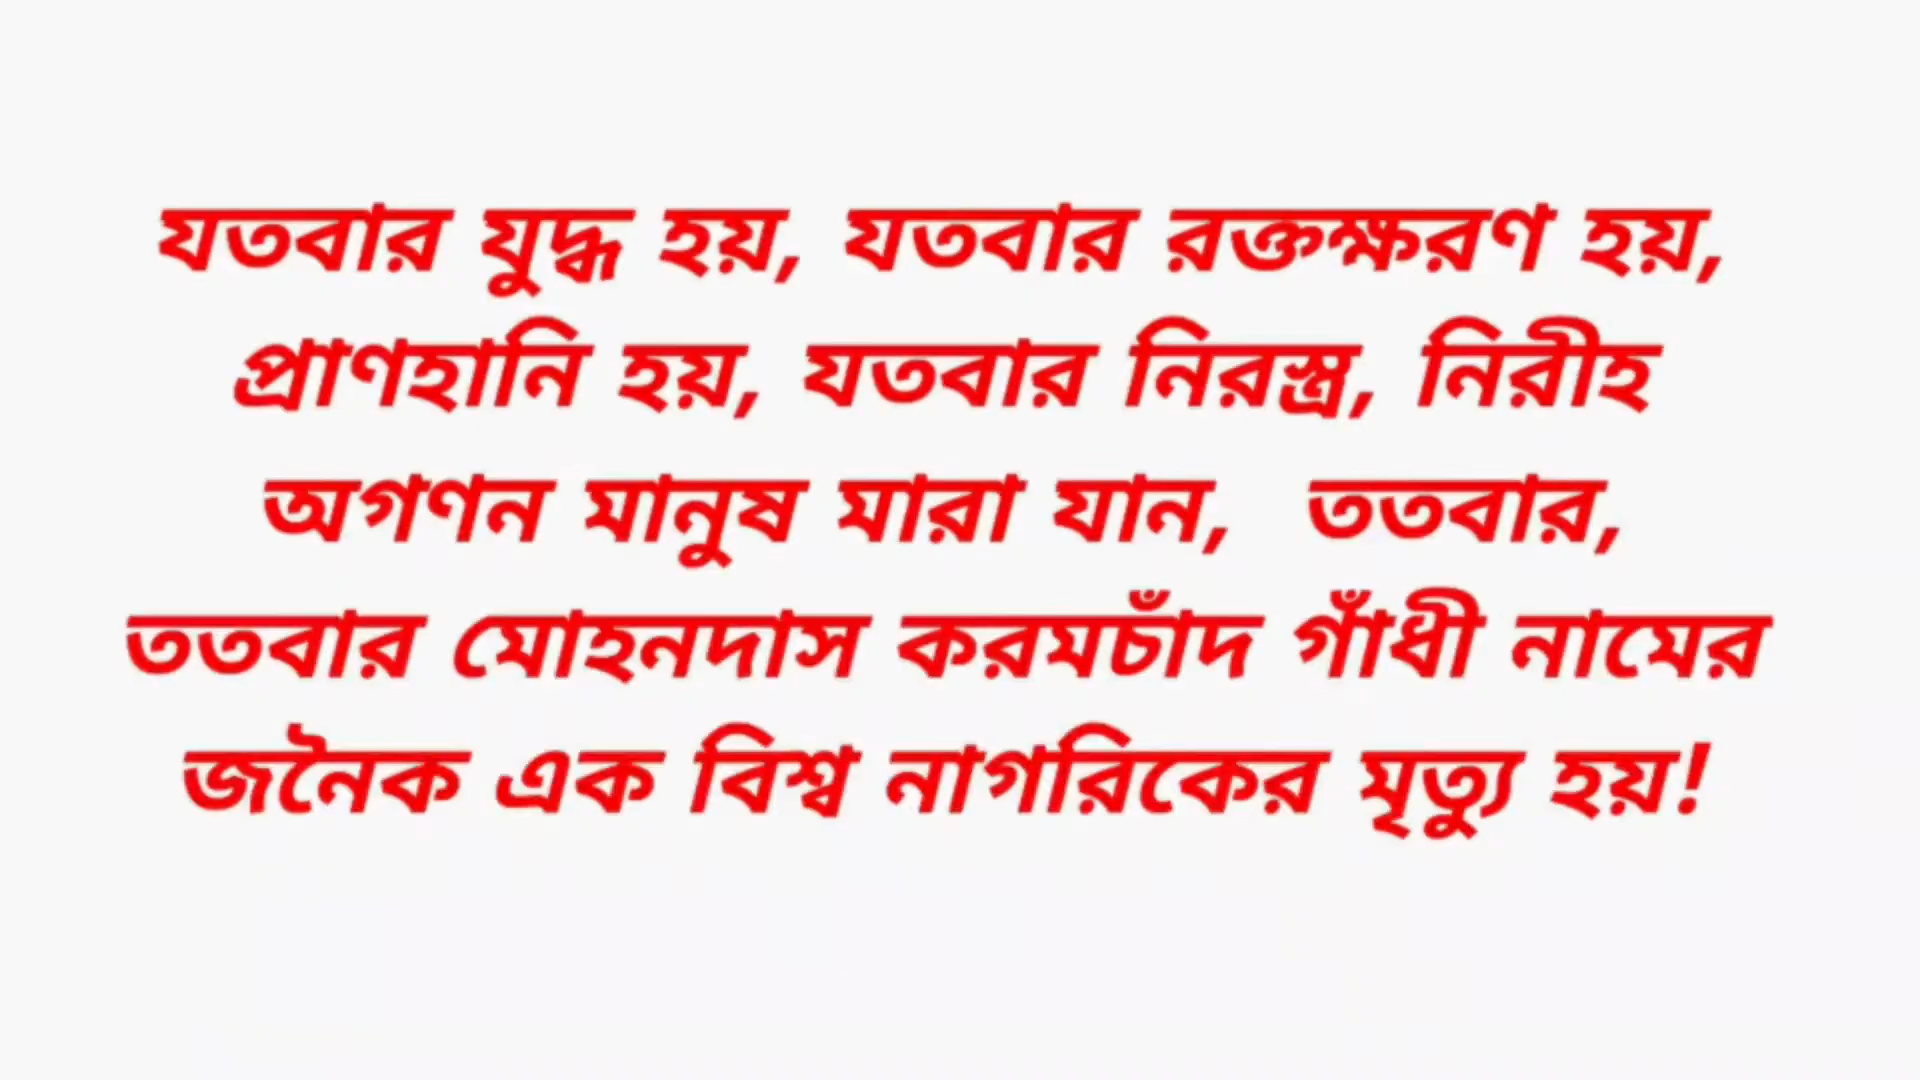 যতবার যুদ্ধ হয়, যতবার রক্তক্ষরণ হয়,
প্রাণহানি হয়, যতবার নিরস্ত্র, নিরীহ
অগণন মানুষ মারা যান, ততবার,
ততবার মোহনদাস করমচাঁদ গাঁধী নামের
জনৈক এক বিশ্ব নাগরিকের মৃত্যু হয়!